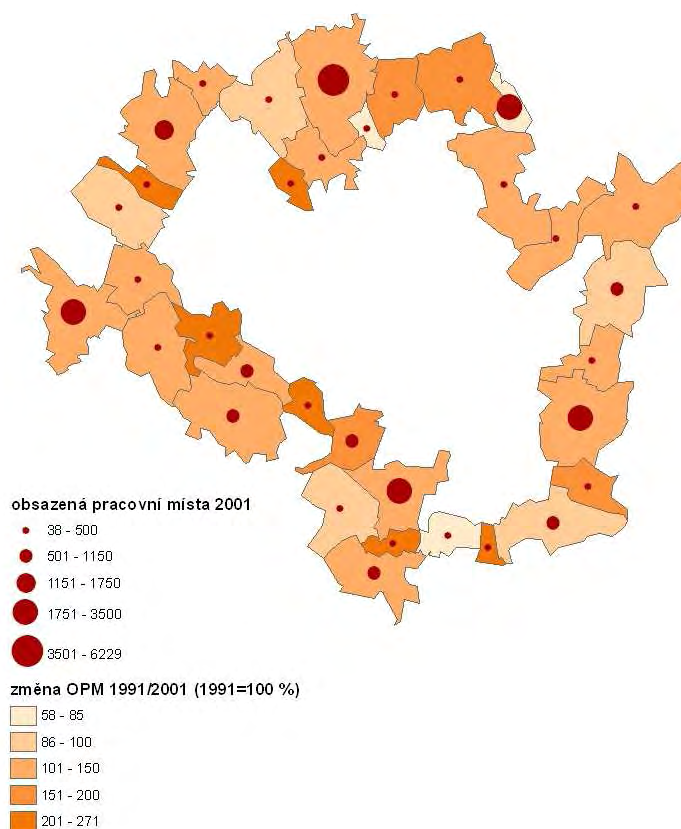 obsazená pracovní místa 2001
38 - 500
501 - 1150
1151 - 1750
1751 - 3500
3501 - 6229
změna OPM 1991/2001 (1991=100 %)
58 - 85
86 - 100
101 - 150
151 - 200
201 - 271